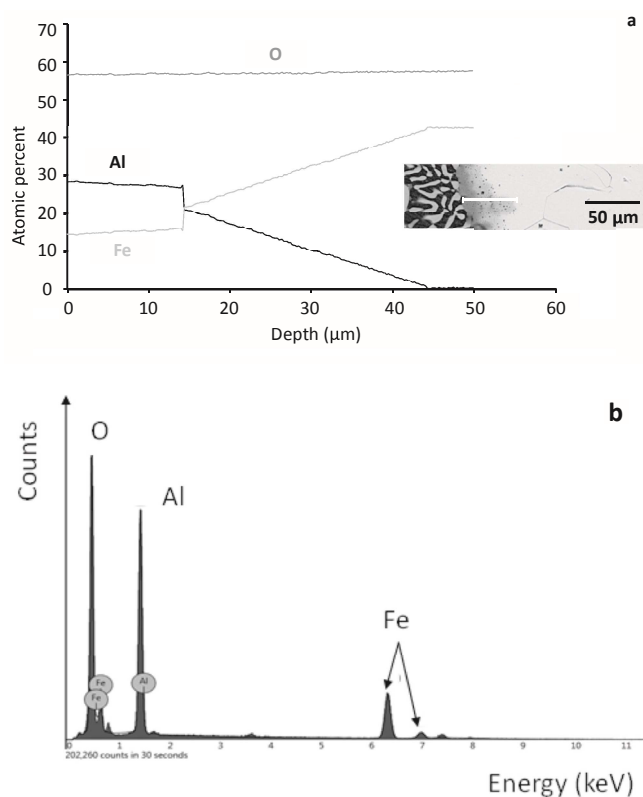 a
70
60
50
40
30
20
10
0
Atomic percent
O
Al
Fe
50 µm
0 10 20 30 40 50 60
Depth (µm)
b
Counts
O
Al
Fe
Fe
Fe
Al
0 1 2 3 4 5 6 7 8 9 10 11
202,260 counts in 30 seconds
Energy (keV)